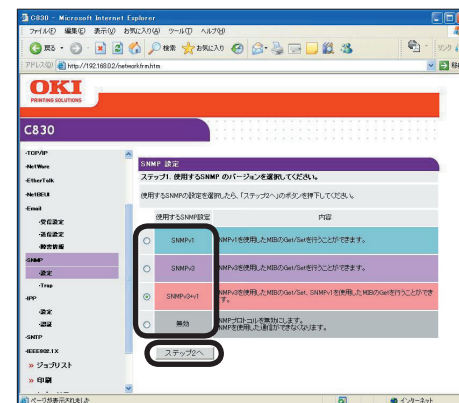 C830 - Microsoft Internet Explorer
ファイル(F) 編集(E) 表示(V) お気に入り(A) ツール(T) ヘルプ(H)
戻る 検索 お気に入り
アドレス(D) http://192.168.0.2/networkfrm.htm
OKI
PRINTING SOLUTIONS
C830
-TCP/IP
-NetWare
-EtherTalk
-NetBEUI
-Email
-受信設定
-送信設定
-SNMP
-設定
-Trap
-IPP
-設定
-認証
-SNTP
-IEEE802.1X
» ジョブリスト
» 印刷
SNMP 設定
ステップ1. 使用するSNMP のバージョンを選択してください。
使用するSNMPの設定を選択したら、「ステップ2へ」のボタンを押下してください。
使用するSNMP設定 内容
SNMPv1 SNMPv1を使用したMIBのGet/Setを行うことができます。
SNMPv3 SNMPv3を使用したMIBのGet/Setを行うことができます。
SNMPv3+v1 SNMPv3を使用したMIBのGet/Set, SNMPv1を使用したMIBのGetを行うことができます。
無効 SNMPプロトコルを無効にします。
SNMPを使用した通信ができなくなります。
ステップ2へ
ページが表示されました インターネット